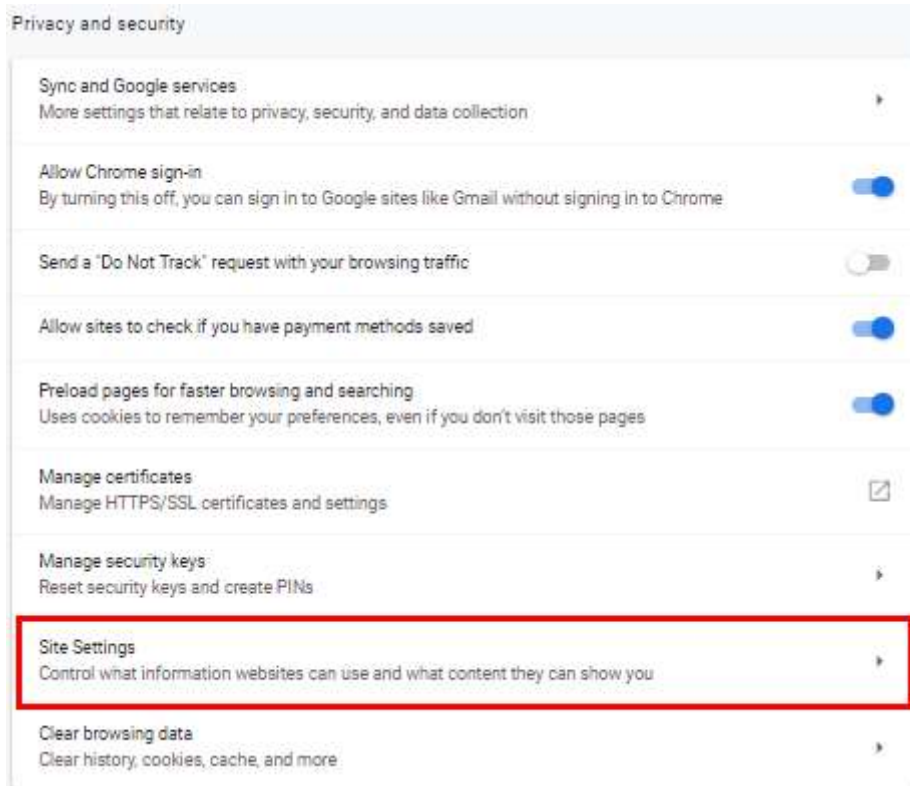 Privacy and security
Sync and Google services
More settings that relate to privacy, security, and data collection
Allow Chrome sign-in
By turning this off, you can sign in to Google sites like Gmail without signing in to Chrome
Send a "Do Not Track" request with your browsing traffic
Allow sites to check if you have payment methods saved
Preload pages for faster browsing and searching
Uses cookies to remember your preferences, even if you don't visit those pages
Manage certificates
Manage HTTPS/SSL certificates and settings
Manage security keys
Reset security keys and create PINs
Site Settings
Control what information websites can use and what content they can show you
Clear browsing data
Clear history, cookies, cache, and more